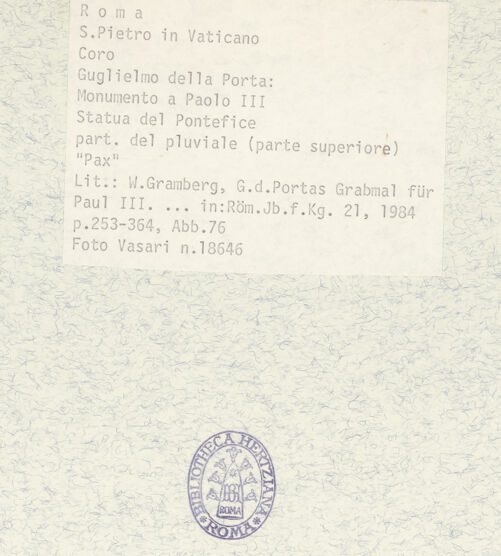 R o m a
S.Pietro in Vaticano
Coro
Guglielmo della Porta:
Monumento a Paolo III
Statua del Pontefice
part. del pluviale (parte superiore)
"Pax"
Lit.: W.Gramberg, G.d.Portas Grabmal für
Paul III. ... in:Röm.Jb.f.Kg. 21, 1984
p.253-364, Abb.76
Foto Vasari n.18646
BIBLIOTHECA HERTZIANA
BH
ROMA
* ROMA *